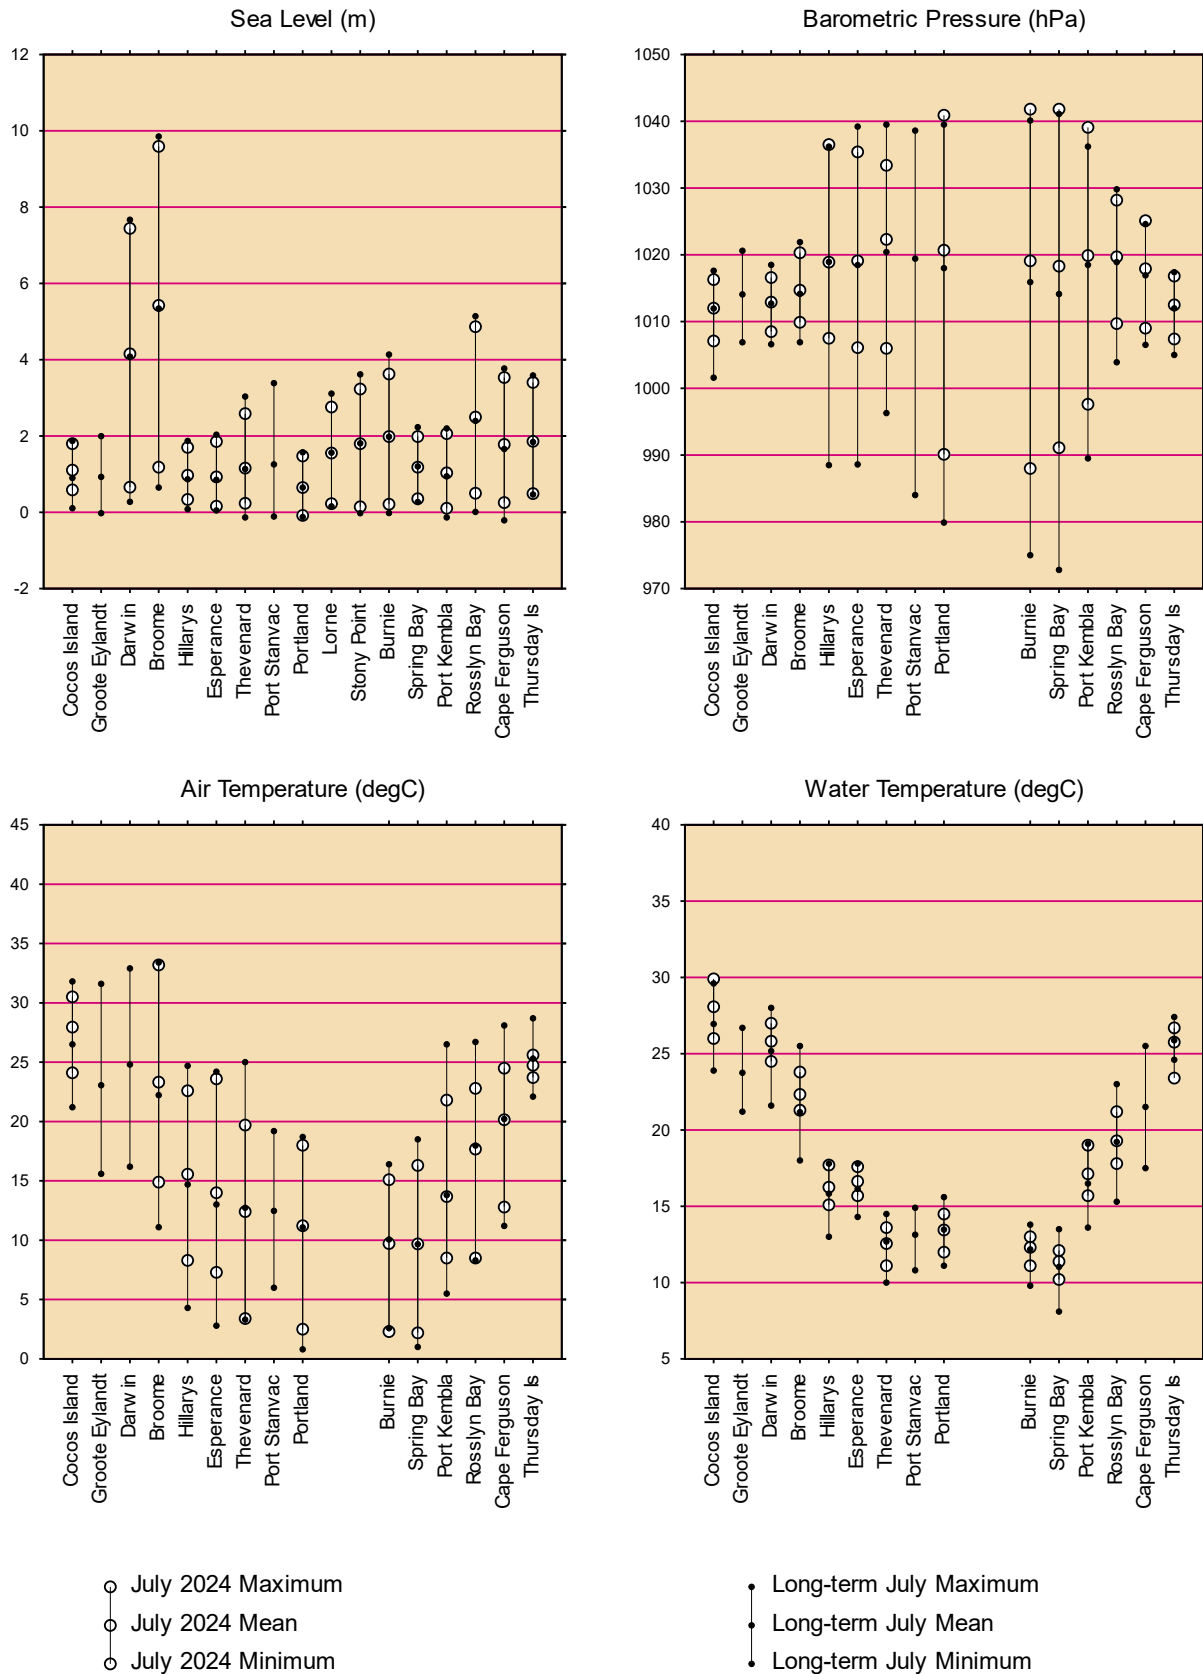 Sea Level (m)
12
10
8
6
4
2
0
-2
Cocos Island
Groote Eylandt
Darwin
Broome
Hillarys
Esperance
Thevenard
Port Stanvac
Portland
Lorne
Stony Point
Burnie
Spring Bay
Port Kembla
Rosslyn Bay
Cape Ferguson
Thursday Is
Barometric Pressure (hPa)
1050
1040
1030
1020
1010
1000
990
980
970
Cocos Island
Groote Eylandt
Darwin
Broome
Hillarys
Esperance
Thevenard
Port Stanvac
Portland
Burnie
Spring Bay
Port Kembla
Rosslyn Bay
Cape Ferguson
Thursday Is
Air Temperature (degC)
45
40
35
30
25
20
15
10
5
0
Cocos Island
Groote Eylandt
Darwin
Broome
Hillarys
Esperance
Thevenard
Port Stanvac
Portland
Burnie
Spring Bay
Port Kembla
Rosslyn Bay
Cape Ferguson
Thursday Is
Water Temperature (degC)
40
35
30
25
20
15
10
5
Cocos Island
Groote Eylandt
Darwin
Broome
Hillarys
Esperance
Thevenard
Port Stanvac
Portland
Burnie
Spring Bay
Port Kembla
Rosslyn Bay
Cape Ferguson
Thursday Is
July 2024 Maximum
July 2024 Mean
July 2024 Minimum
Long-term July Maximum
Long-term July Mean
Long-term July Minimum